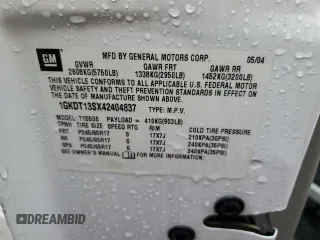 GM
MFD BY GENERAL MOTORS CORP. 05/04
GVWR GAWR FRT GAWR RR
2608KG(5750LB) 1338KG(2950LB) 1452KG(3200LB)
THIS VEHICLE CONFORMS TO ALL APPLICABLE U.S. FEDERAL
MOTOR VEHICLE SAFETY AND BUMPER STANDARDS IN EFFECT ON
THE DATE OF MANUFACTURE SHOWN ABOVE.
1GKDT13SX42404837 TYPE: M.P.V.
MODEL: T15506 PAYLOAD = 410KG(903LB)
TIRE SIZE SPEED RTG RIM COLD TIRE PRESSURE
FRT P245/65R17 S 17X7J 210KPA(30PSI)
RR P245/65R17 S 17X7J 240KPA(35PSI)
SP P245/65R17 S 17X7J 240KPA(35PSI)
SEE OWNER'S MANUAL FOR MORE INFORMATION.
DREAMBID